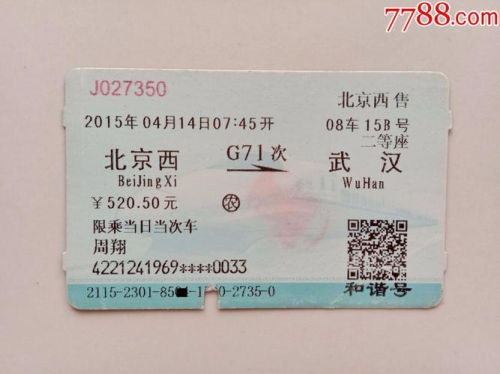 7788.com
J027350
北京西 售
2015年04月14日07:45开
08车 15B号
二等座
北京西
G71次
武汉
BeiJingXi
WuHan
￥520.50元
农
限乘当日当次车
周翔
4221241969****0033
和谐号